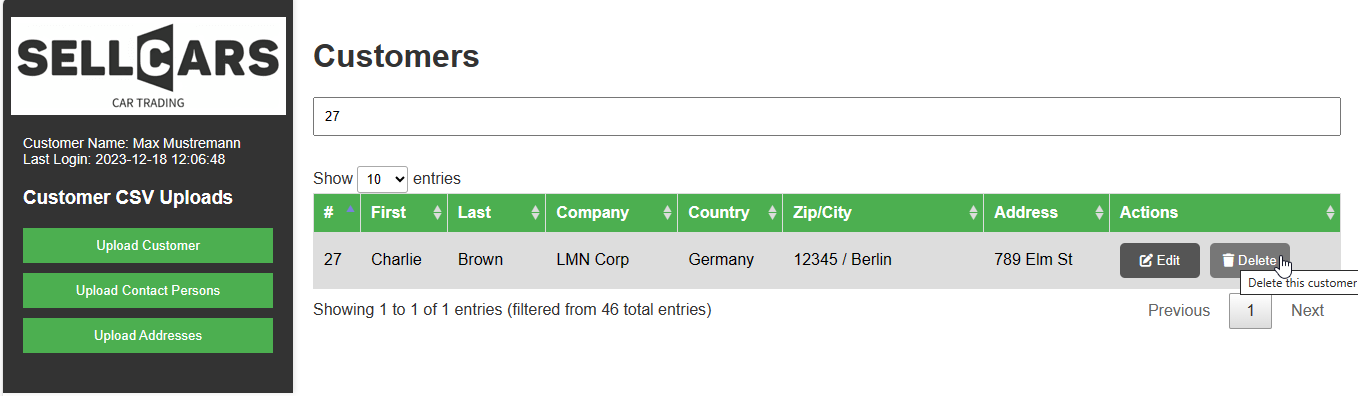 SELLCARS
CAR TRADING
Customer Name: Max Mustremann
Last Login: 2023-12-18 12:06:48
Customer CSV Uploads
Upload Customer
Upload Contact Persons
Upload Addresses
Customers
27
Show 10 entries
# First Last Company Country Zip/City Address Actions
27 Charlie Brown LMN Corp Germany 12345 / Berlin 789 Elm St Edit Delete
Delete this customer
Showing 1 to 1 of 1 entries (filtered from 46 total entries) Previous 1 Next